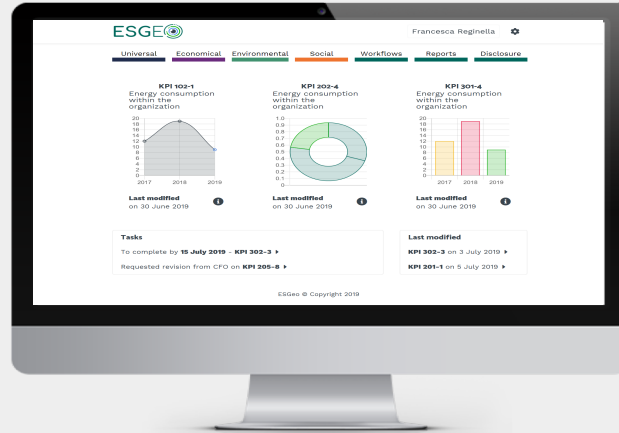 ESGEO
Francesca Reginella
Universal Economical Environmental Social Workflows Reports Disclosure
KPI 102-1
Energy consumption
within the
organization
20
18
16
14
12
10
8
6
4
2
0
2017 2018 2019
Last modified
on 30 June 2019
KPI 202-4
Energy consumption
within the
organization
1.0
0.9
0.8
0.7
0.6
0.5
0.4
0.3
0.2
0.1
0
Last modified
on 30 June 2019
KPI 301-4
Energy consumption
within the
organization
20
18
16
14
12
10
8
6
4
2
0
2017 2018 2019
Last modified
on 30 June 2019
Tasks
To complete by 15 July 2019 - KPI 302-3
Requested revision from CFO on KPI 205-8
Last modified
KPI 302-3 on 3 July 2019
KPI 201-1 on 5 July 2019
ESGeo © Copyright 2019